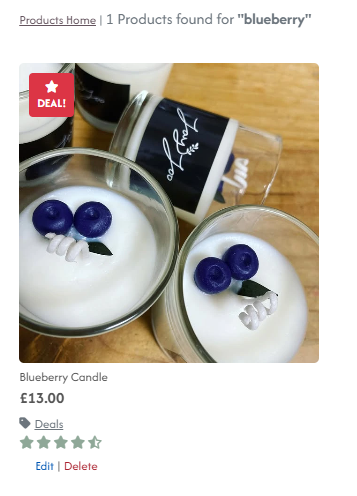 Products Home | 1 Products found for "blueberry"
DEAL!
Blueberry Candle
£13.00
Deals
Edit | Delete